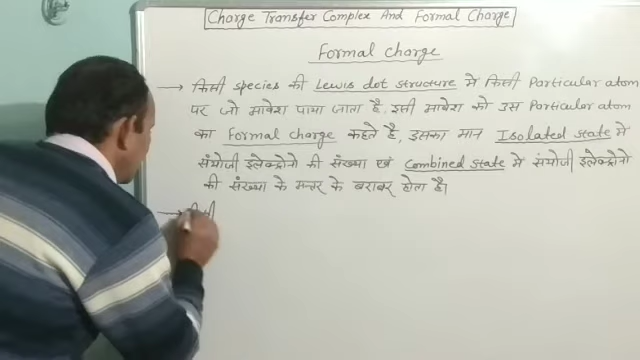 Charge Transfer Complex And Formal Charge
Formal charge
→ किसी species की Lewis dot structure में किसी Particular atom
पर जो आवेश पाया जाता है. इसी आवेश को उस Particular atom
का Formal charge कहते है, इसका मान Isolated State में
संयोजी इलेक्ट्रोनो की संख्या एवं Combined state में संयोजी इलेक्ट्रोनो
की संख्या के अन्तर के बराबर होता है।
→